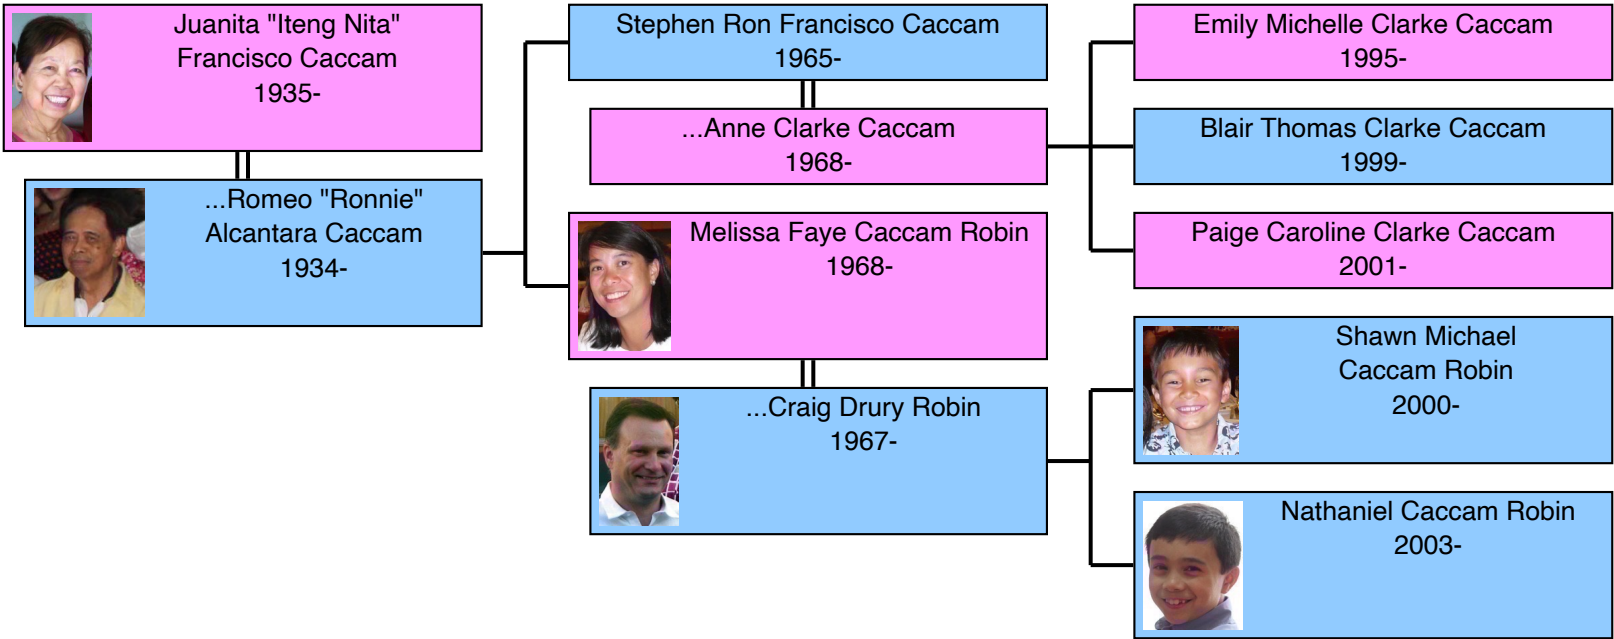 Juanita "Iteng Nita"
Francisco Caccam
1935-
...Romeo "Ronnie"
Alcantara Caccam
1934-
Stephen Ron Francisco Caccam
1965-
...Anne Clarke Caccam
1968-
Melissa Faye Caccam Robin
1968-
...Craig Drury Robin
1967-
Emily Michelle Clarke Caccam
1995-
Blair Thomas Clarke Caccam
1999-
Paige Caroline Clarke Caccam
2001-
Shawn Michael
Caccam Robin
2000-
Nathaniel Caccam Robin
2003-